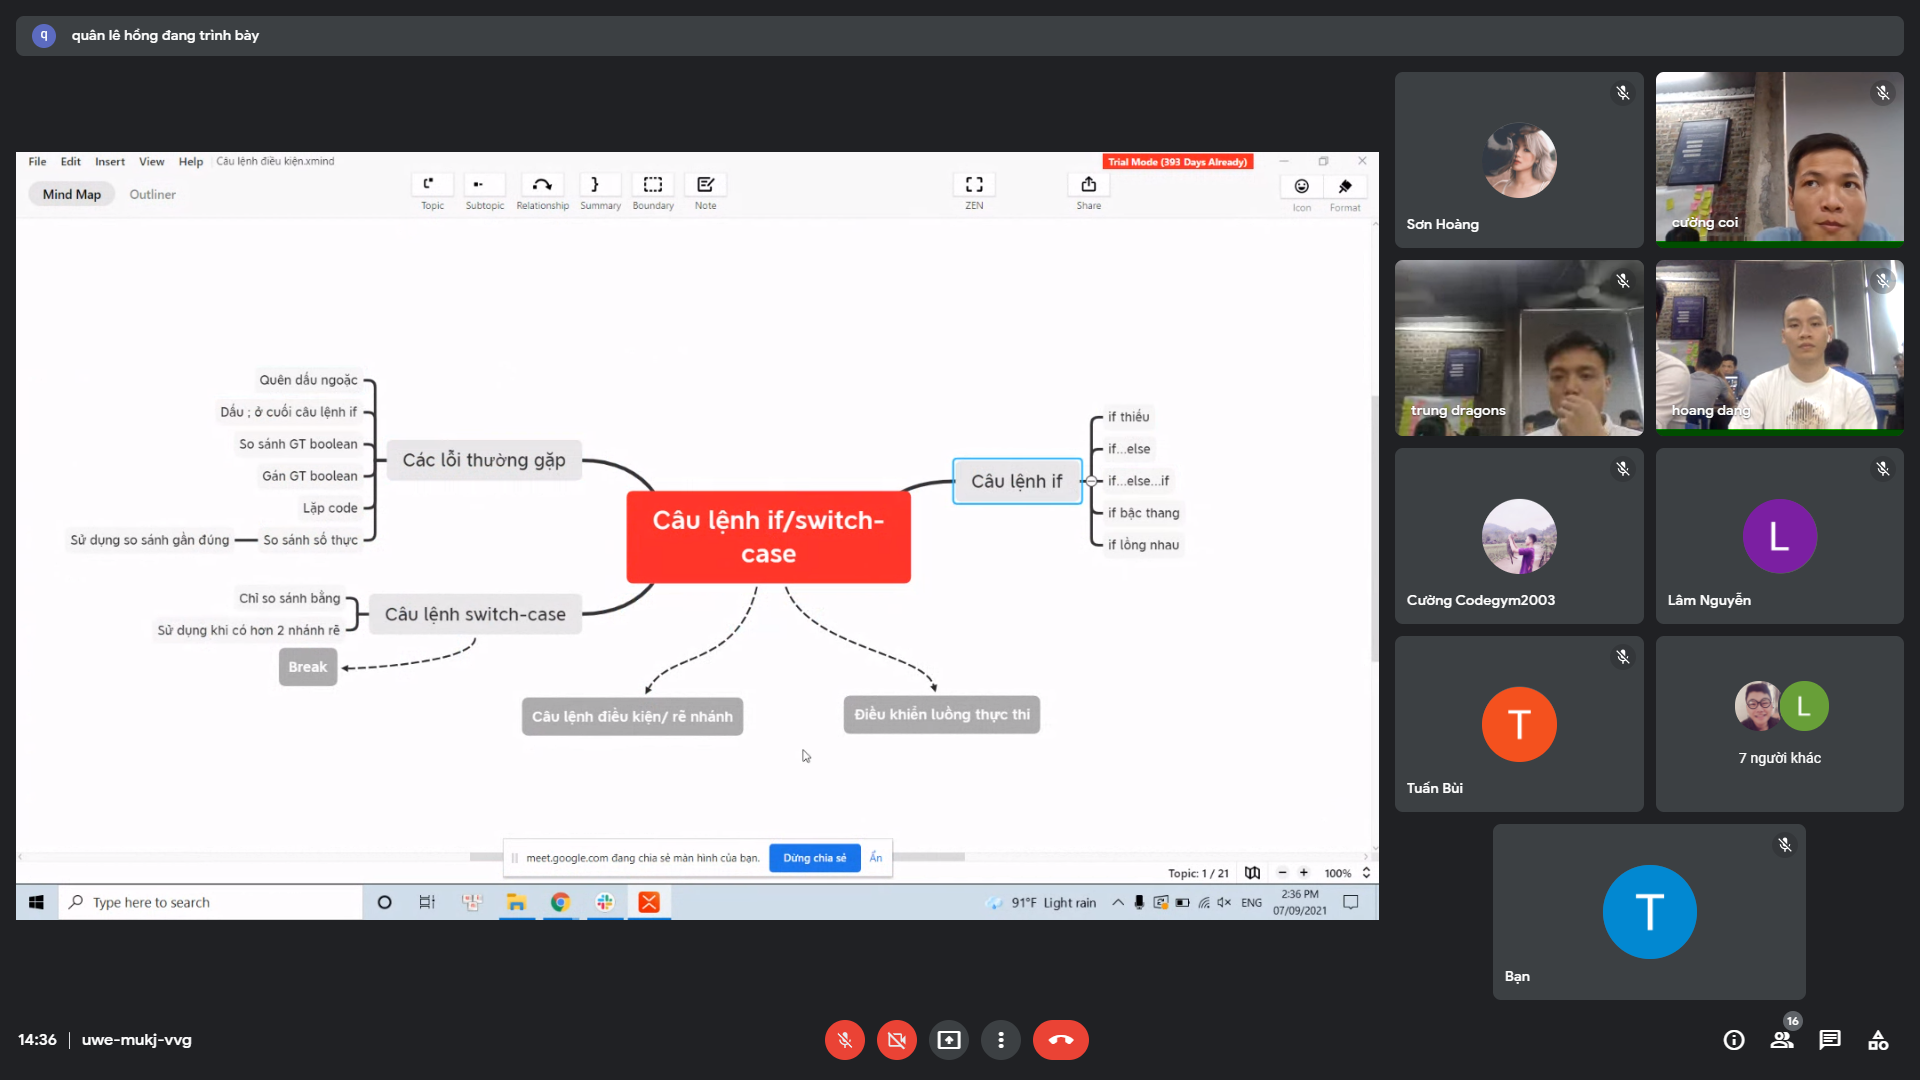 q
quân lê hồng đang trình bày
File Edit Insert View Help Câu lệnh điều kiện.xmind
Trial Mode (393 Days Already)
Mind Map Outliner
Topic Subtopic Relationship Summary Boundary Note
ZEN
Share
Icon Format
Quên dấu ngoặc
Dấu ; ở cuối câu lệnh if
So sánh GT boolean
Gán GT boolean
Lặp code
Sử dụng so sánh gần đúng
So sánh số thực
Các lỗi thường gặp
Câu lệnh if/switch-
case
Câu lệnh if
if thiếu
if...else
if...else...if
if bậc thang
if lồng nhau
Chỉ so sánh bằng
Sử dụng khi có hơn 2 nhánh rẽ
Câu lệnh switch-case
Break
Câu lệnh điều kiện/ rẽ nhánh
Điều khiển luồng thực thi
meet.google.com đang chia sẻ màn hình của bạn.
Dừng chia sẻ
Ẩn
Topic: 1 / 21
100%
Type here to search
91°F Light rain
ENG
2:36 PM
07/09/2021
Sơn Hoàng
cường coi
trung dragons
hoang dang
Cường Codegym2003
L
Lâm Nguyễn
T
Tuấn Bùi
L
7 người khác
T
Bạn
14:36
uwe-mukj-vvg
16